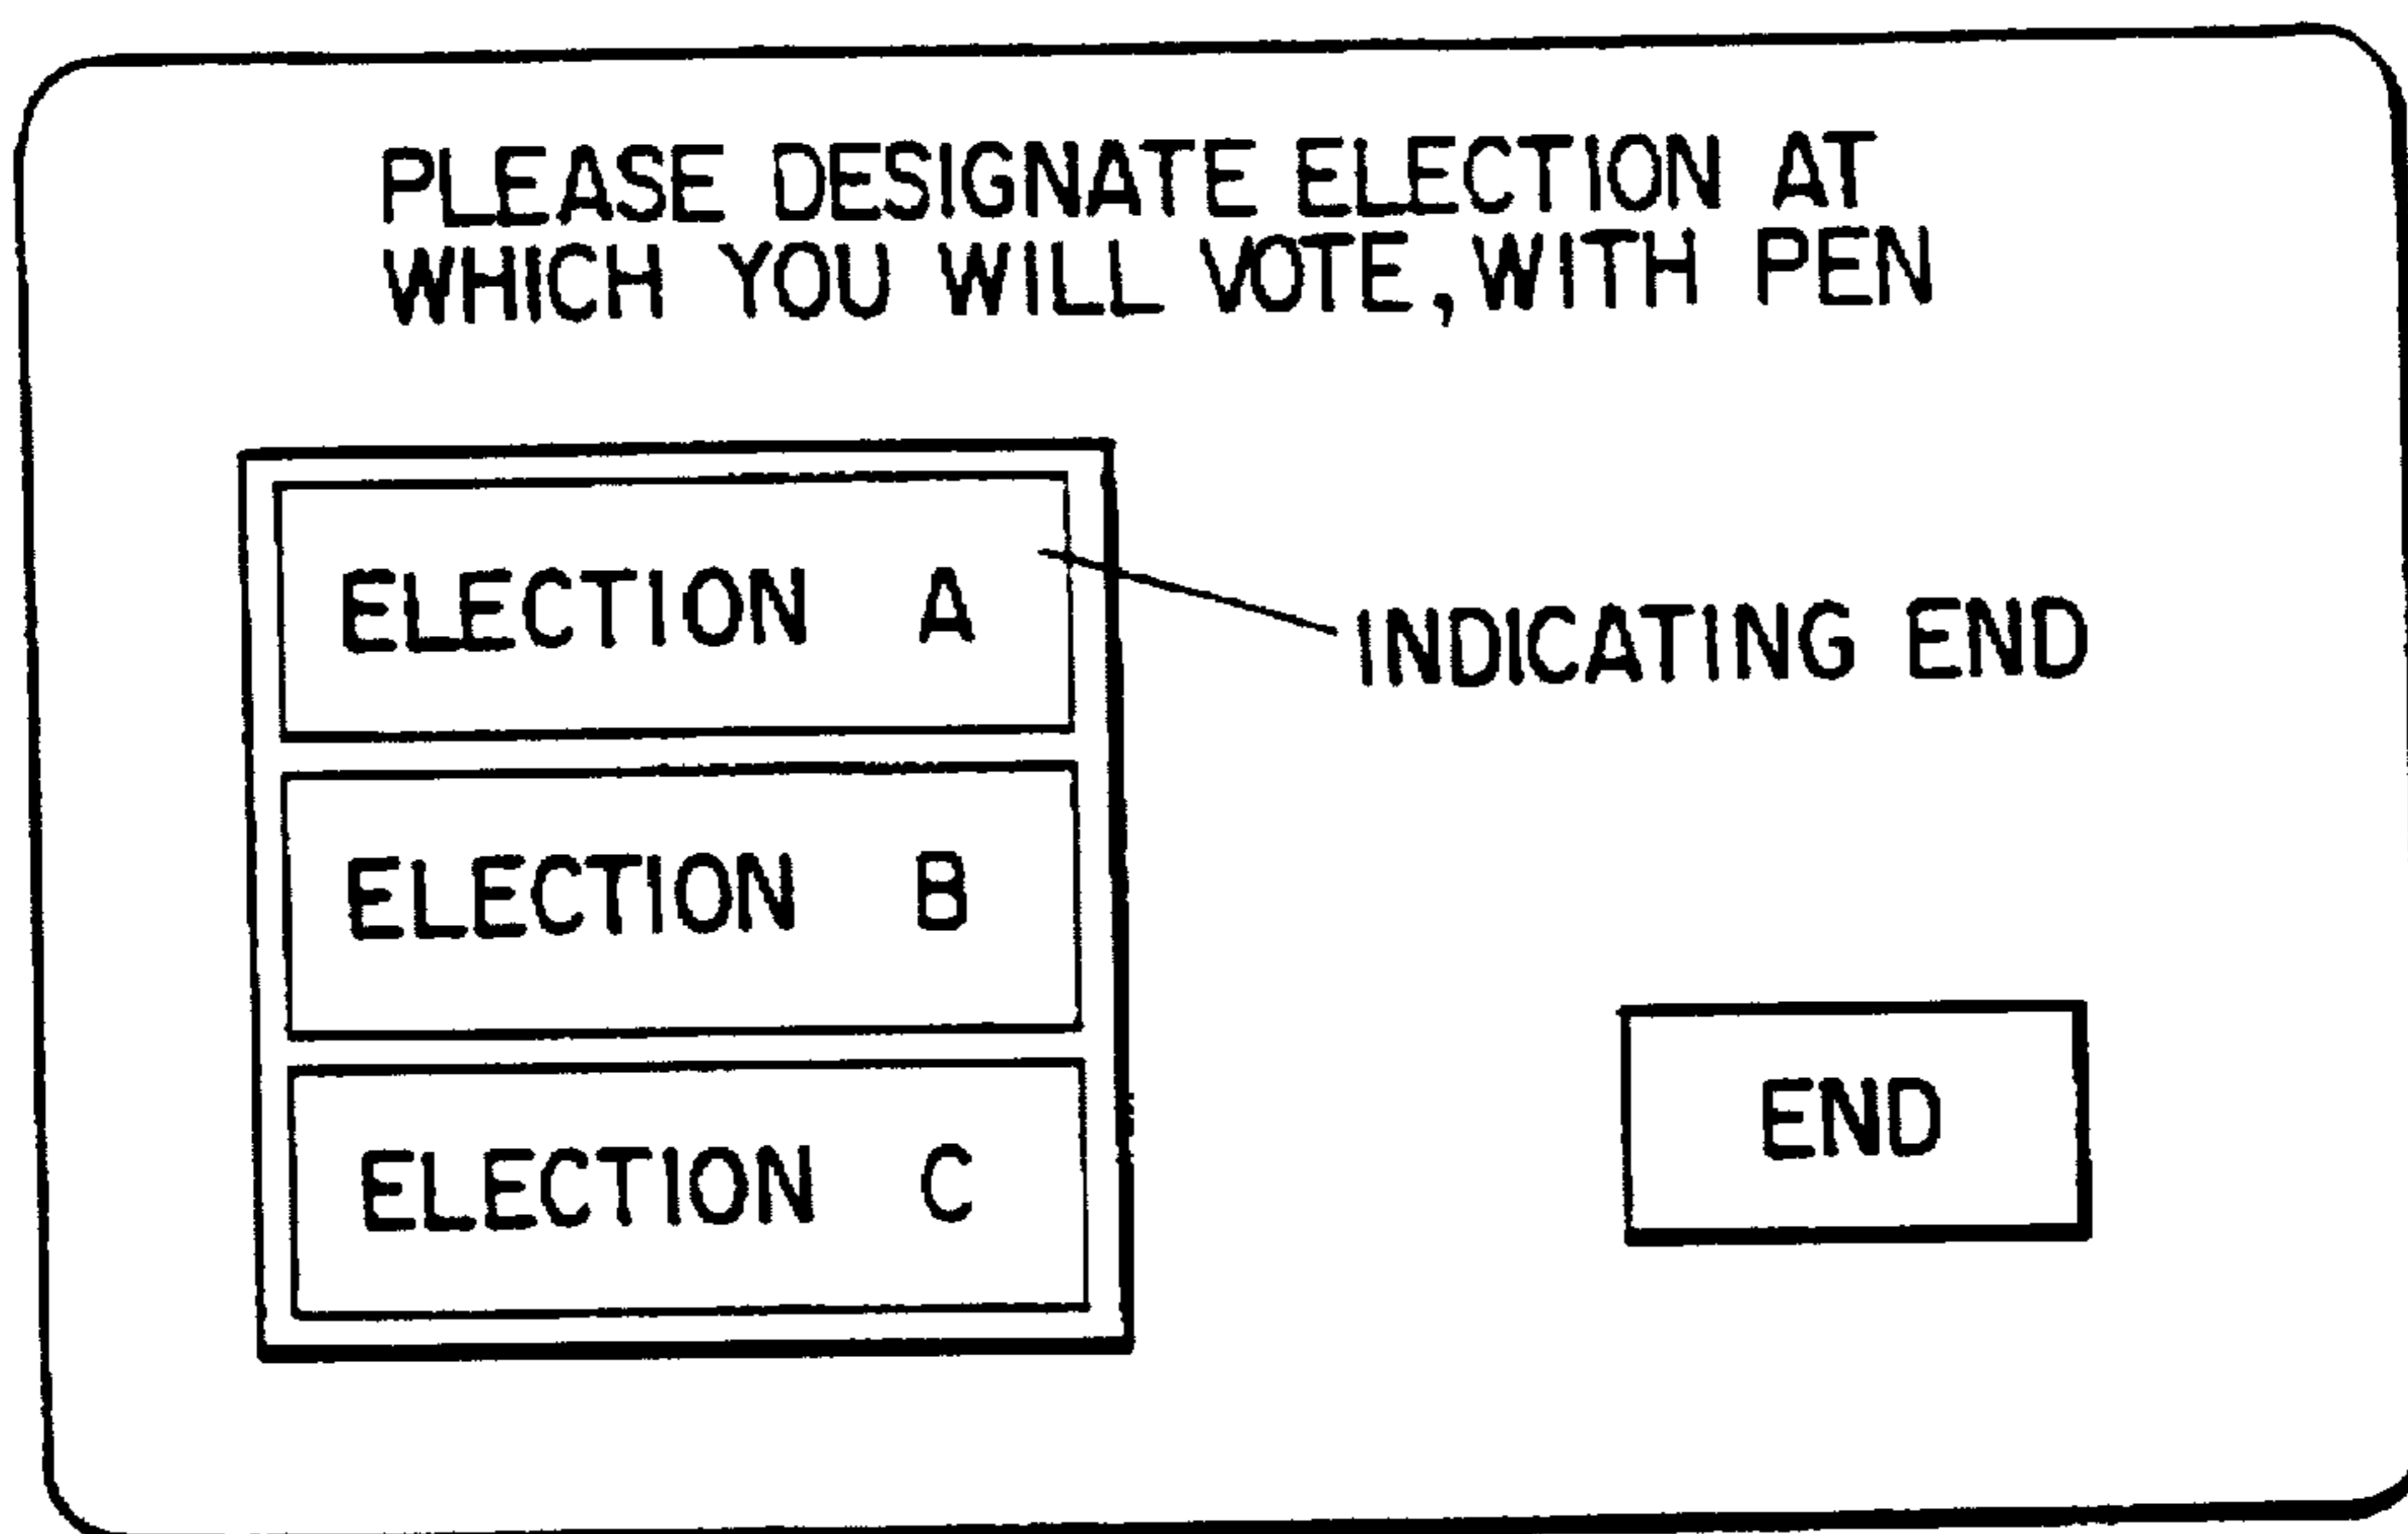 PLEASE DESIGNATE ELECTION AT
WHICH YOU WILL VOTE, WITH PEN
ELECTION A
INDICATING END
ELECTION B
ELECTION C
END